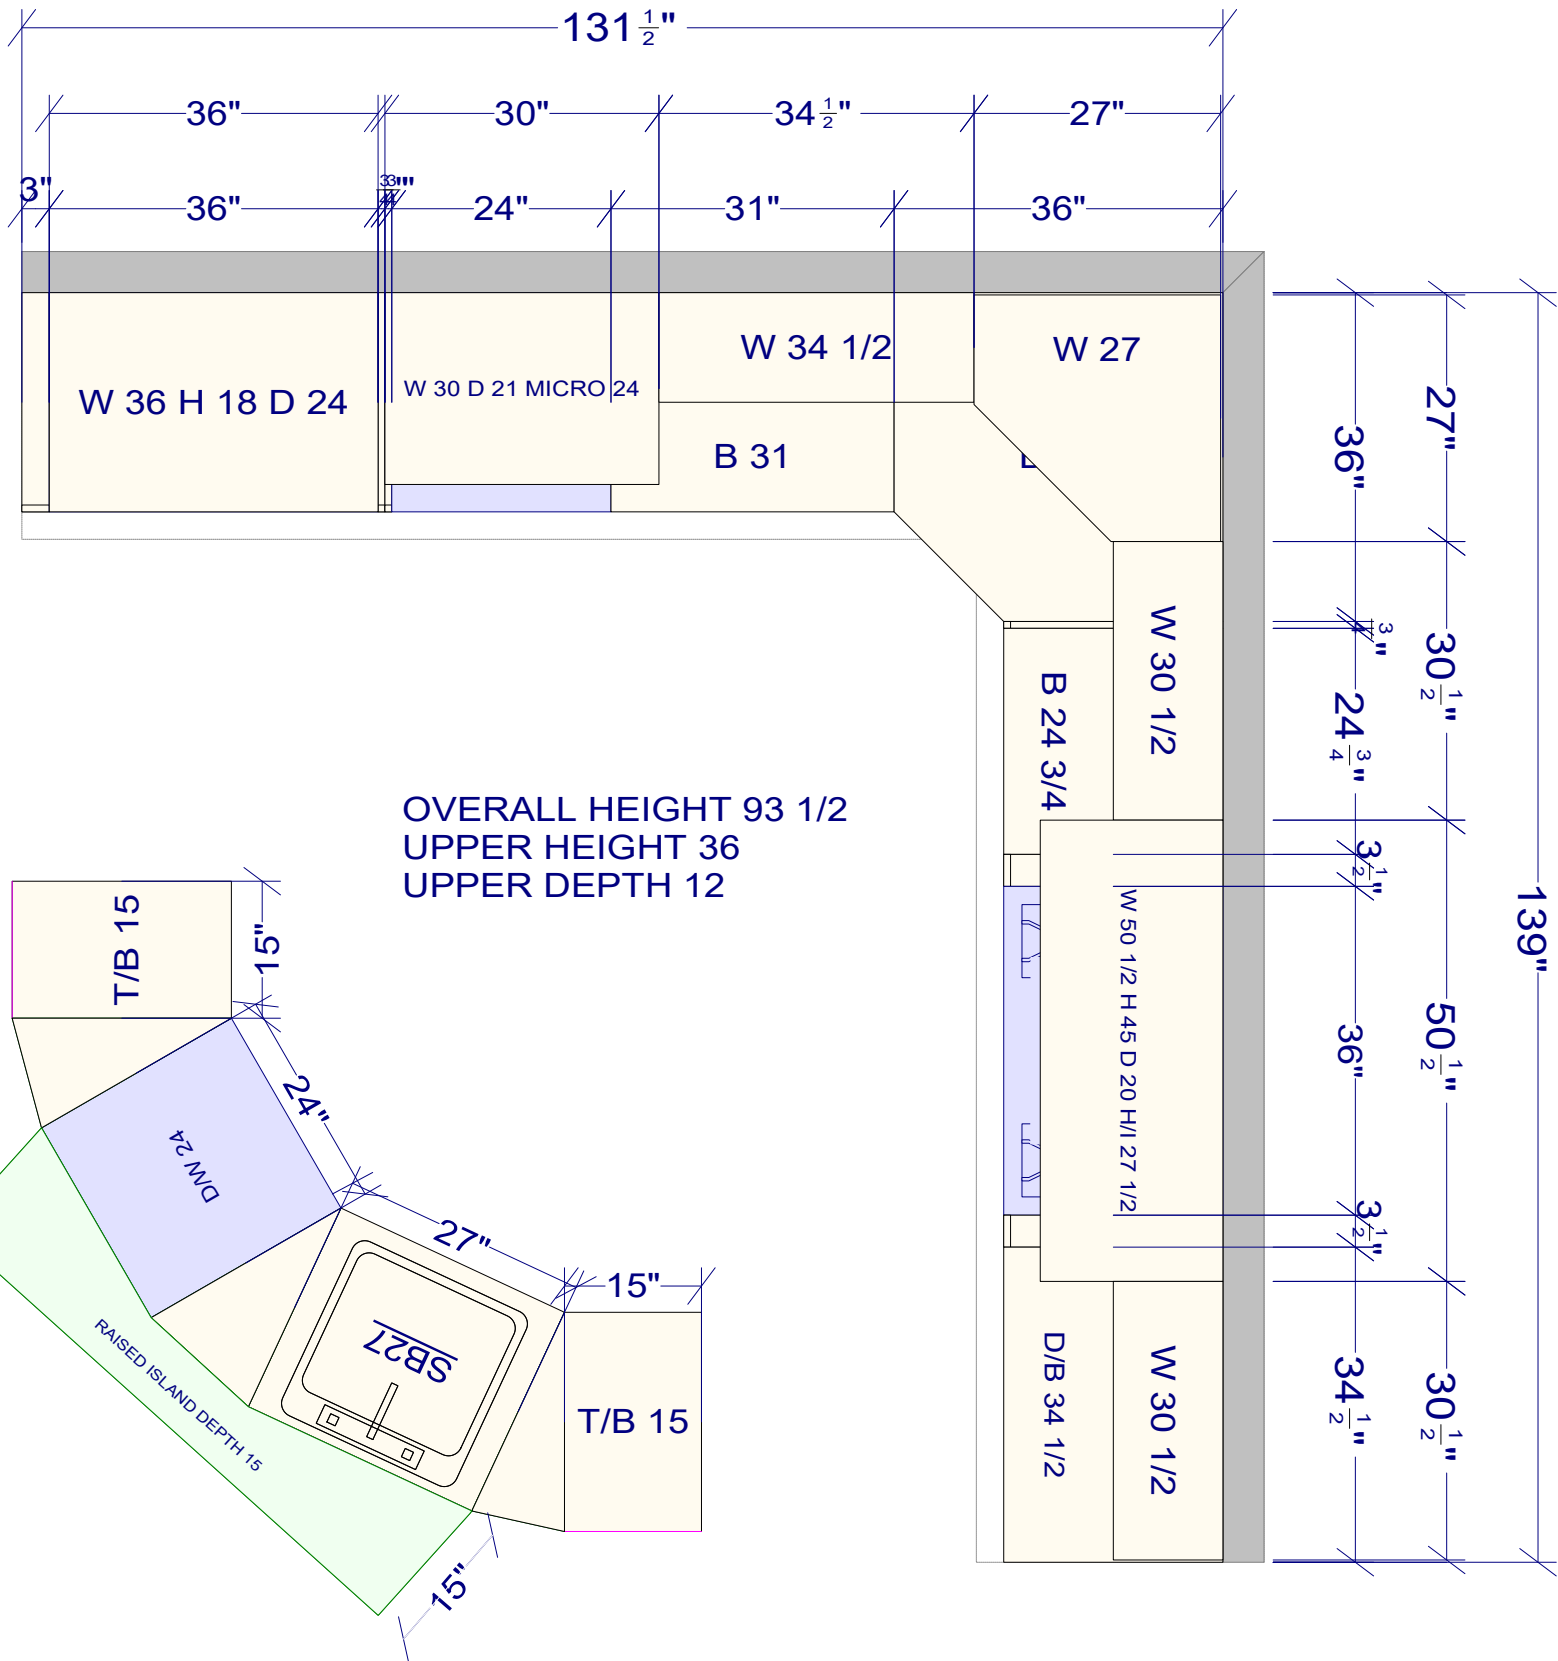 131 1/2"
36"
30"
34 1/2"
27"
3"
36"
24"
31"
36"
W 36 H 18 D 24
W 30 D 21 MICRO 24
W 34 1/2
W 27
B 31
27"
36"
3/4"
30 1/2"
24 3/4"
3 1/2"
139"
36"
50 1/2"
3 1/2"
34 1/2"
30 1/2"
W 30 1/2
B 24 3/4
W 50 1/2 H 45 D 20 H/I 27 1/2
D/B 34 1/2
W 30 1/2
OVERALL HEIGHT 93 1/2
UPPER HEIGHT 36
UPPER DEPTH 12
T/B 15
15"
24"
D/W 24
27"
15"
SB27
T/B 15
RAISED ISLAND DEPTH 15
15"